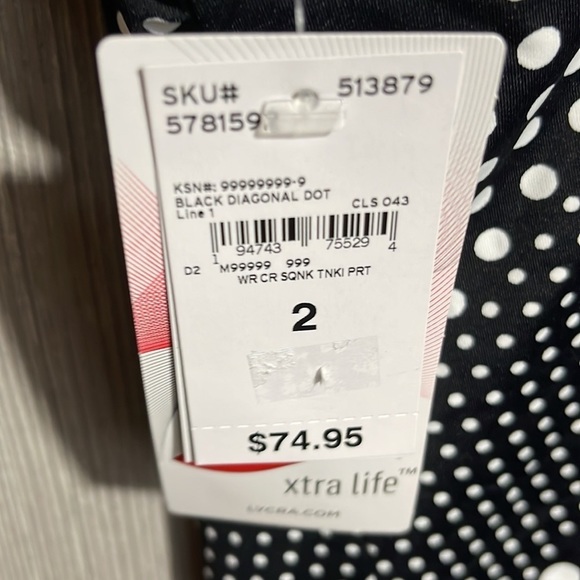 SKU# 513879
578159
KSN#: 99999999-9
BLACK DIAGONAL DOT
Line 1 CLS 043
1 94743 75529 4
D2 M99999 999
WR CR SQNK TNKI PRT
2
$74.95
xtra life™
LYCRA.COM